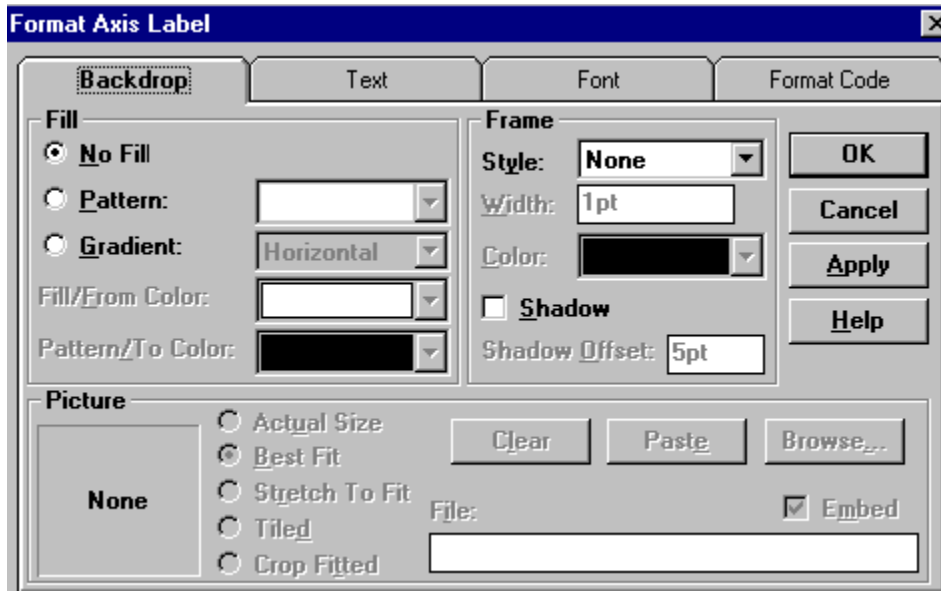 Format Axis Label
Backdrop Text Font Format Code
Fill
No Fill
Pattern:
Gradient: Horizontal
Fill/From Color:
Pattern/To Color:
Frame
Style: None
Width: 1pt
Color:
Shadow
Shadow Offset: 5pt
OK
Cancel
Apply
Help
Picture
None
Actual Size
Best Fit
Stretch To Fit
Tiled
Crop Fitted
Clear Paste Browse...
File: Embed